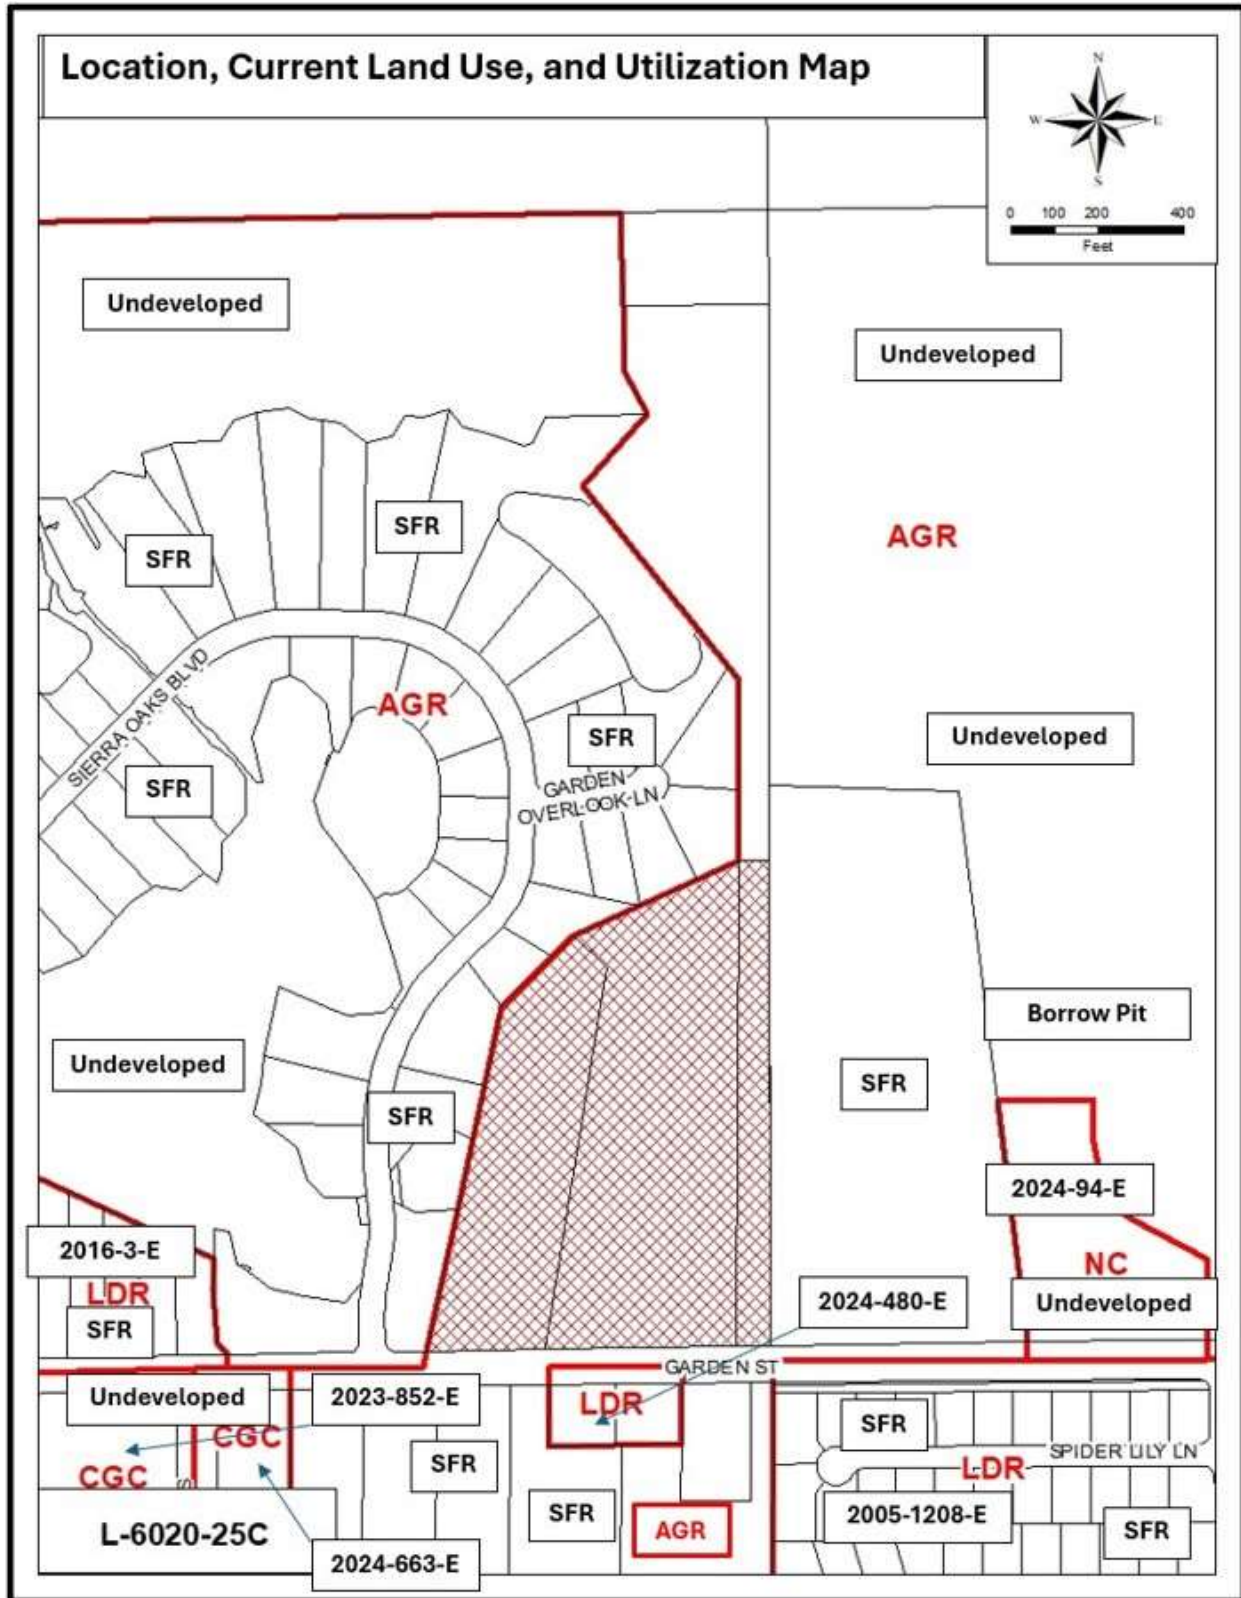 Location, Current Land Use, and Utilization Map
N
W
E
S
0 100 200 400
Feet
Undeveloped
Undeveloped
AGR
SFR
SFR
SIERRA OAKS BLVD
AGR
SFR
Undeveloped
SFR
GARDEN
OVERLOOK LN
Borrow Pit
Undeveloped
SFR
SFR
2024-94-E
2016-3-E
LDR
SFR
NC
2024-480-E
Undeveloped
GARDEN ST
Undeveloped
2023-852-E
LDR
SFR
CGC
CGC
SFR
SPIDER LILY LN
LDR
S
SFR
2005-1208-E
SFR
AGR
L-6020-25C
2024-663-E